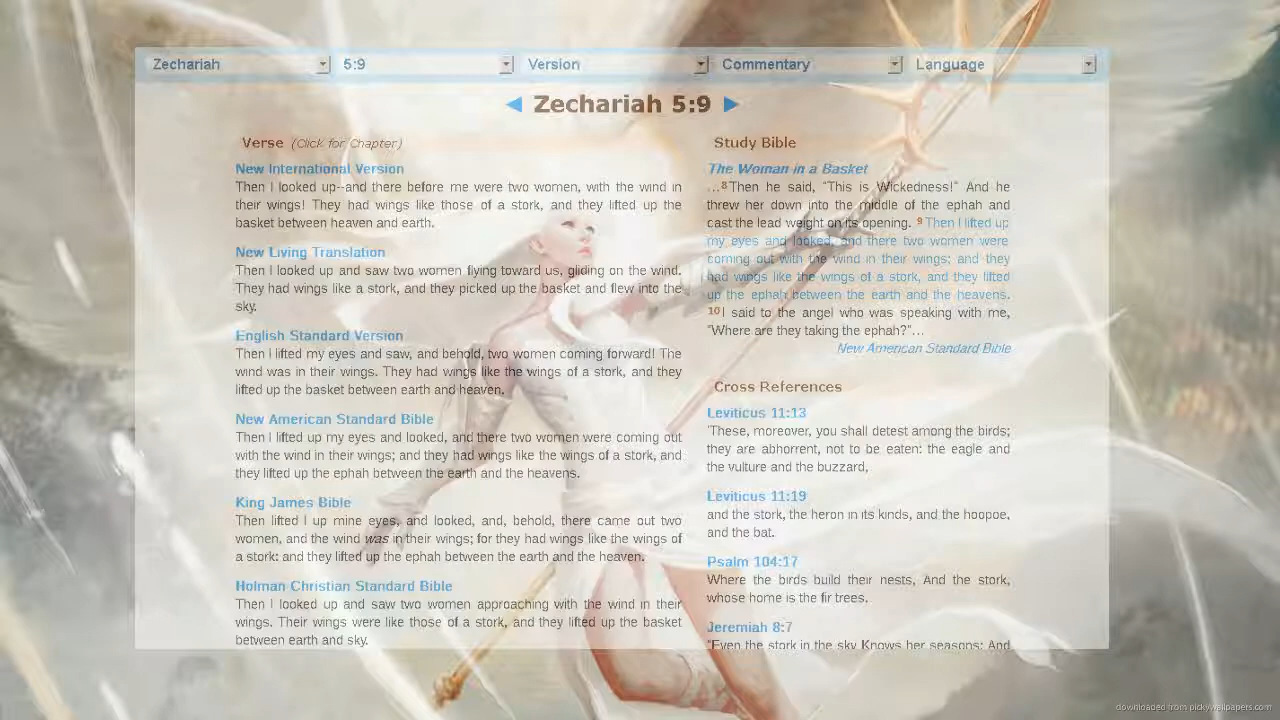 Zechariah 5:9 Version Commentary Language
Zechariah 5:9
Verse (Click for Chapter)
New International Version
Then I looked up--and there before me were two women, with the wind in
their wings! They had wings like those of a stork, and they lifted up the
basket between heaven and earth.
New Living Translation
Then I looked up and saw two women flying toward us, gliding on the wind.
They had wings like a stork, and they picked up the basket and flew into the
sky.
English Standard Version
Then I lifted my eyes and saw, and behold, two women coming forward! The
wind was in their wings. They had wings like the wings of a stork, and they
lifted up the basket between earth and heaven.
New American Standard Bible
Then I lifted up my eyes and looked, and there two women were coming out
with the wind in their wings; and they had wings like the wings of a stork, and
they lifted up the ephah between the earth and the heavens.
King James Bible
Then lifted I up mine eyes, and looked, and, behold, there came out two
women, and the wind was in their wings; for they had wings like the wings of
a stork: and they lifted up the ephah between the earth and the heaven.
Holman Christian Standard Bible
Then I looked up and saw two women approaching with the wind in their
wings. Their wings were like those of a stork, and they lifted up the basket
between earth and sky.
Study Bible
The Woman in a Basket
…8Then he said, "This is Wickedness!" And he
threw her down into the middle of the ephah and
cast the lead weight on its opening. 9Then I lifted up
my eyes and looked, and there two women were
coming out with the wind in their wings; and they
had wings like the wings of a stork, and they lifted
up the ephah between the earth and the heavens.
10I said to the angel who was speaking with me,
"Where are they taking the ephah?"…
New American Standard Bible
Cross References
Leviticus 11:13
'These, moreover, you shall detest among the birds;
they are abhorrent, not to be eaten: the eagle and
the vulture and the buzzard,
Leviticus 11:19
and the stork, the heron in its kinds, and the hoopoe,
and the bat.
Psalm 104:17
Where the birds build their nests, And the stork,
whose home is the fir trees.
Jeremiah 8:7
"Even the stork in the sky Knows her seasons; And
downloaded from pickywallpapers.com